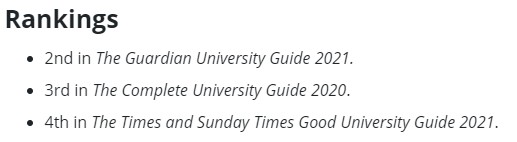 Rankings
• 2nd in The Guardian University Guide 2021.
• 3rd in The Complete University Guide 2020.
• 4th in The Times and Sunday Times Good University Guide 2021.